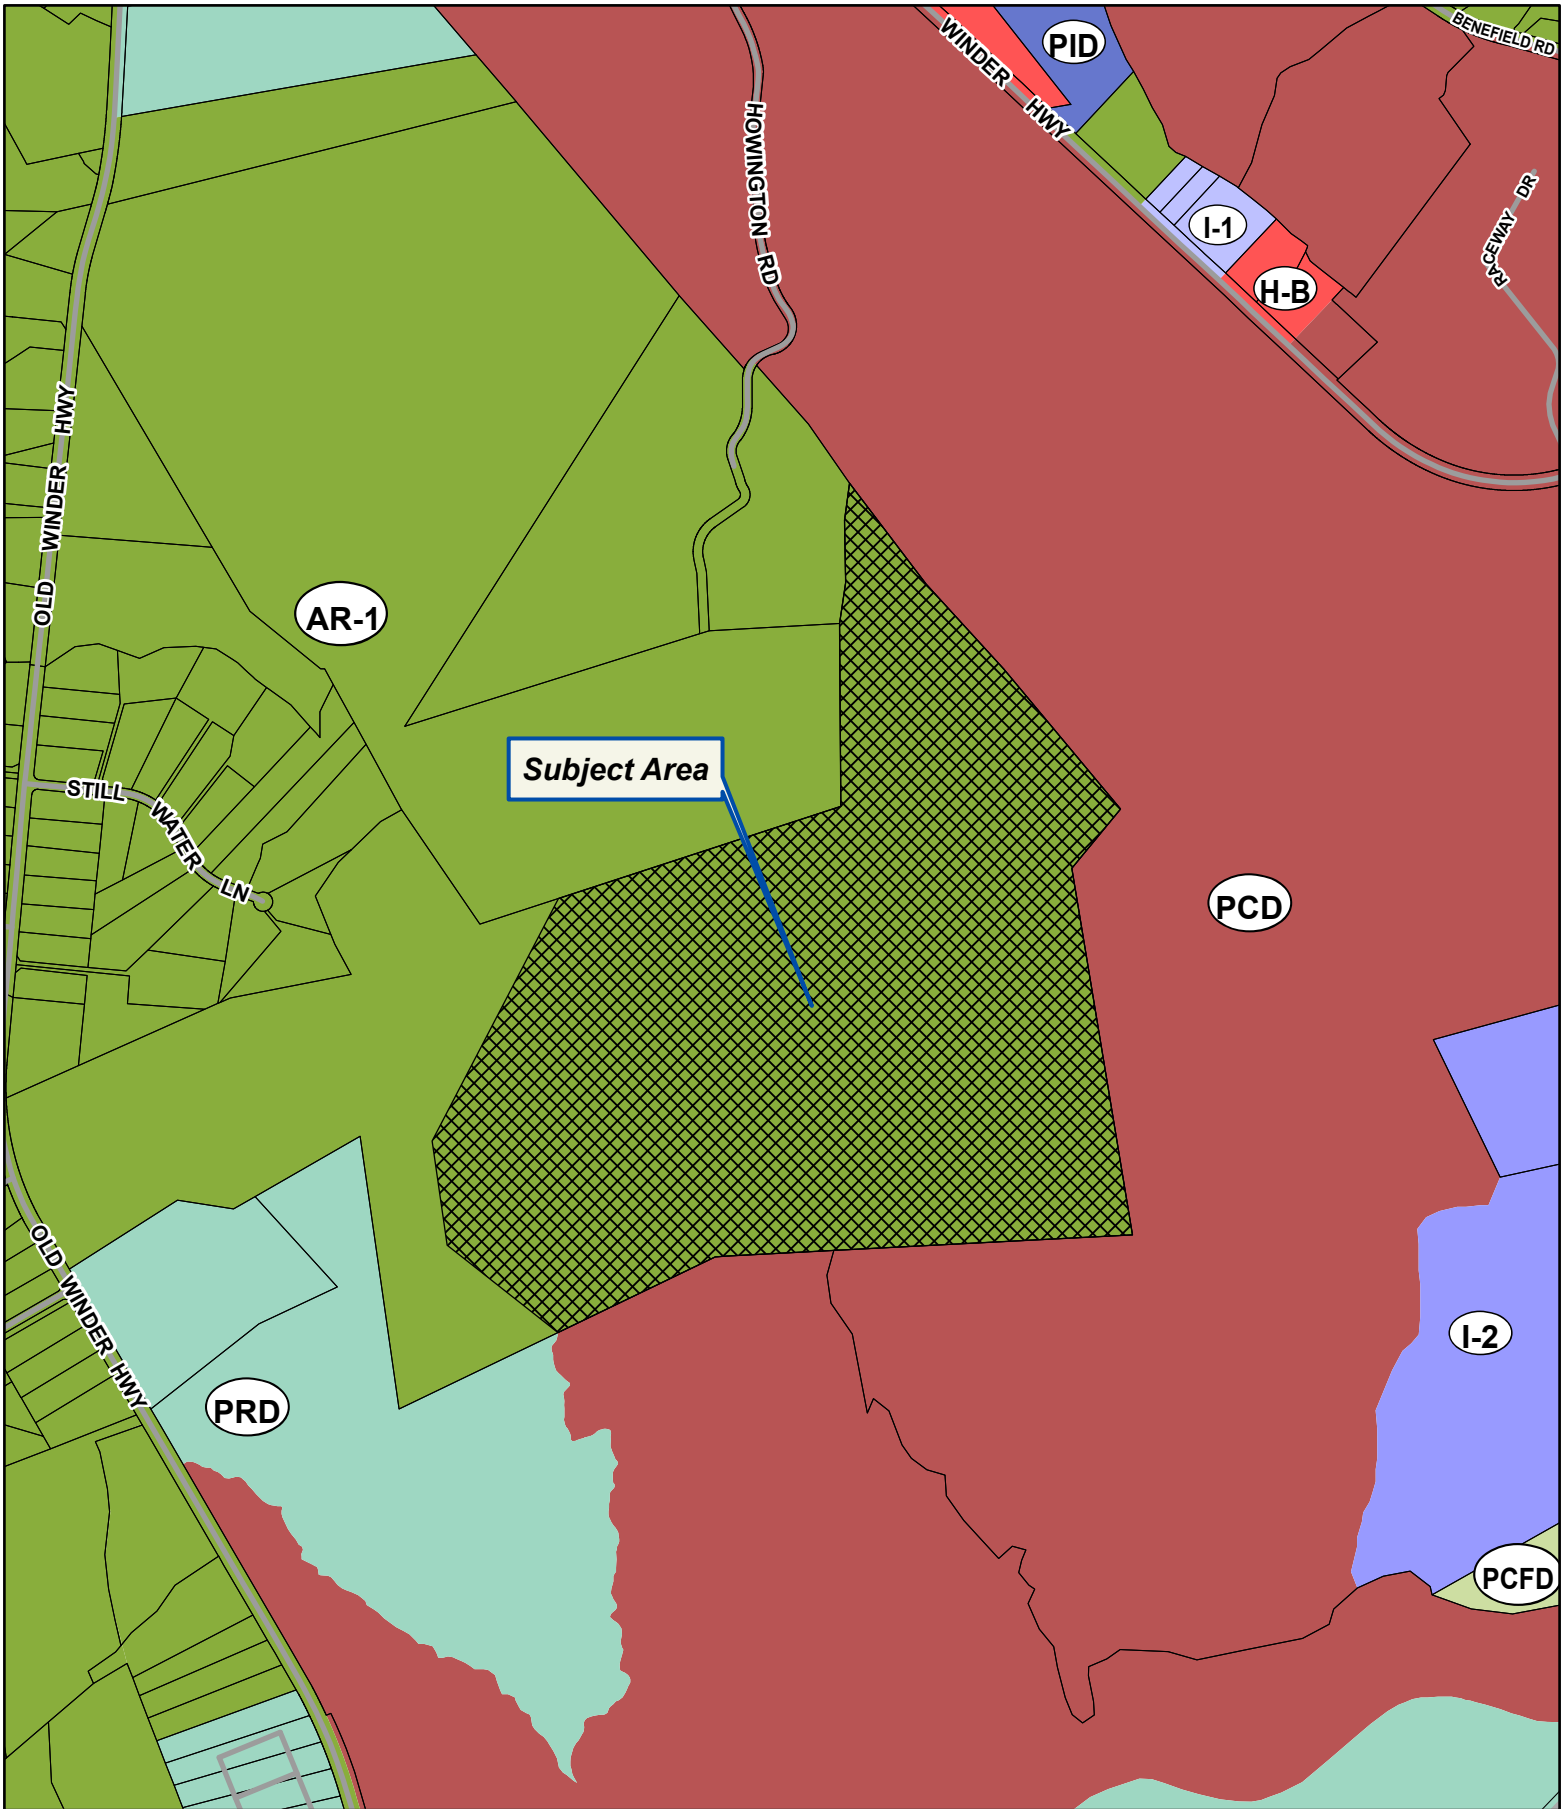 BENEFIELD RD
WINDER HWY
PID
HOWINGTON RD
RACEWAY DR
I-1
H-B
OLD WINDER HWY
AR-1
Subject Area
STILL WATER LN
PCD
OLD WINDER HWY
I-2
PRD
PCFD